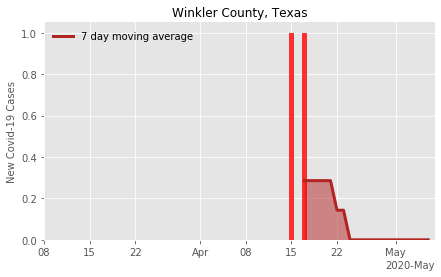 Winkler County, Texas
7 day moving average
New Covid-19 Cases
1.0
0.8
0.6
0.4
0.2
0.0
08 15 22 Apr 08 15 22 May
2020-May